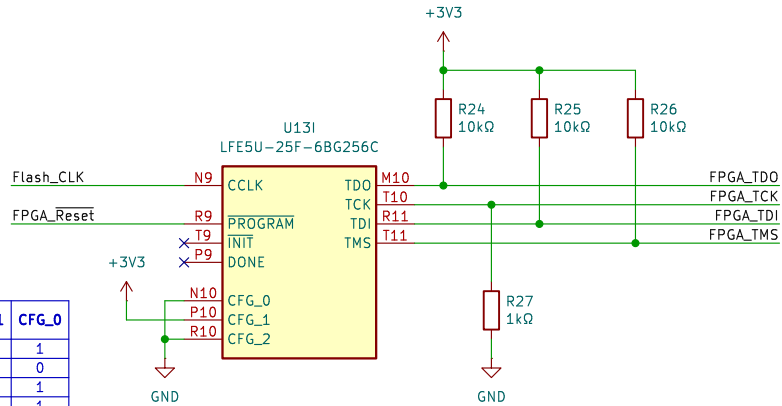 +3V3
R24
10kΩ
R25
10kΩ
R26
10kΩ
U13I
LFE5U-25F-6BG256C
Flash_CLK
N9
CCLK
TDO
M10
FPGA_TDO
TCK
T10
FPGA_TCK
FPGA_Reset
R9
PROGRAM
TDI
R11
FPGA_TDI
T9
INIT
TMS
T11
FPGA_TMS
P9
DONE
+3V3
N10
CFG_0
P10
CFG_1
R10
CFG_2
R27
1kΩ
CFG_0
1
0
1
GND
GND